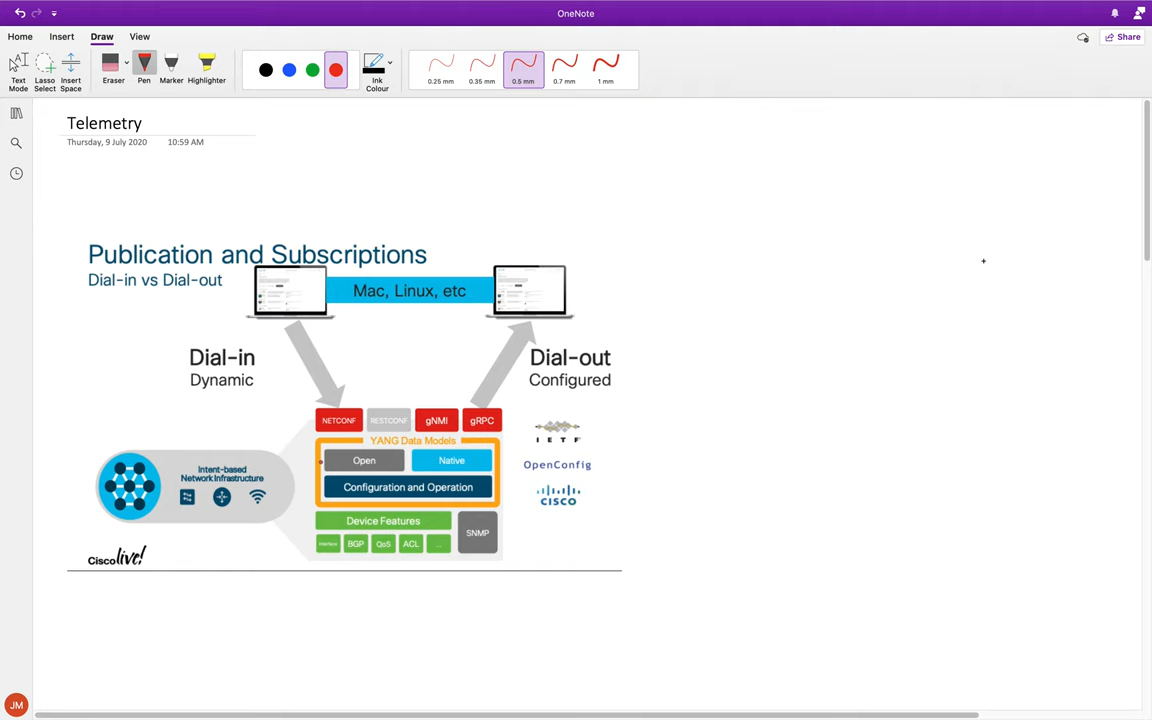 OneNote
Home
Insert
Draw
View
Share
Text Mode
Lasso Select
Insert Space
Eraser
Pen
Marker
Highlighter
Ink Colour
0.25 mm
0.35 mm
0.5 mm
0.7 mm
1 mm
Telemetry
Thursday, 9 July 2020
10:59 AM
Publication and Subscriptions
Dial-in vs Dial-out
Mac, Linux, etc
Dial-in
Dynamic
Dial-out
Configured
NETCONF
RESTCONF
gNMI
gRPC
YANG Data Models
Open
Native
Configuration and Operation
Intent-based
Network Infrastructure
Device Features
Interface
BGP
QoS
ACL
...
SNMP
IETF
OpenConfig
CISCO
Cisco live!
JM